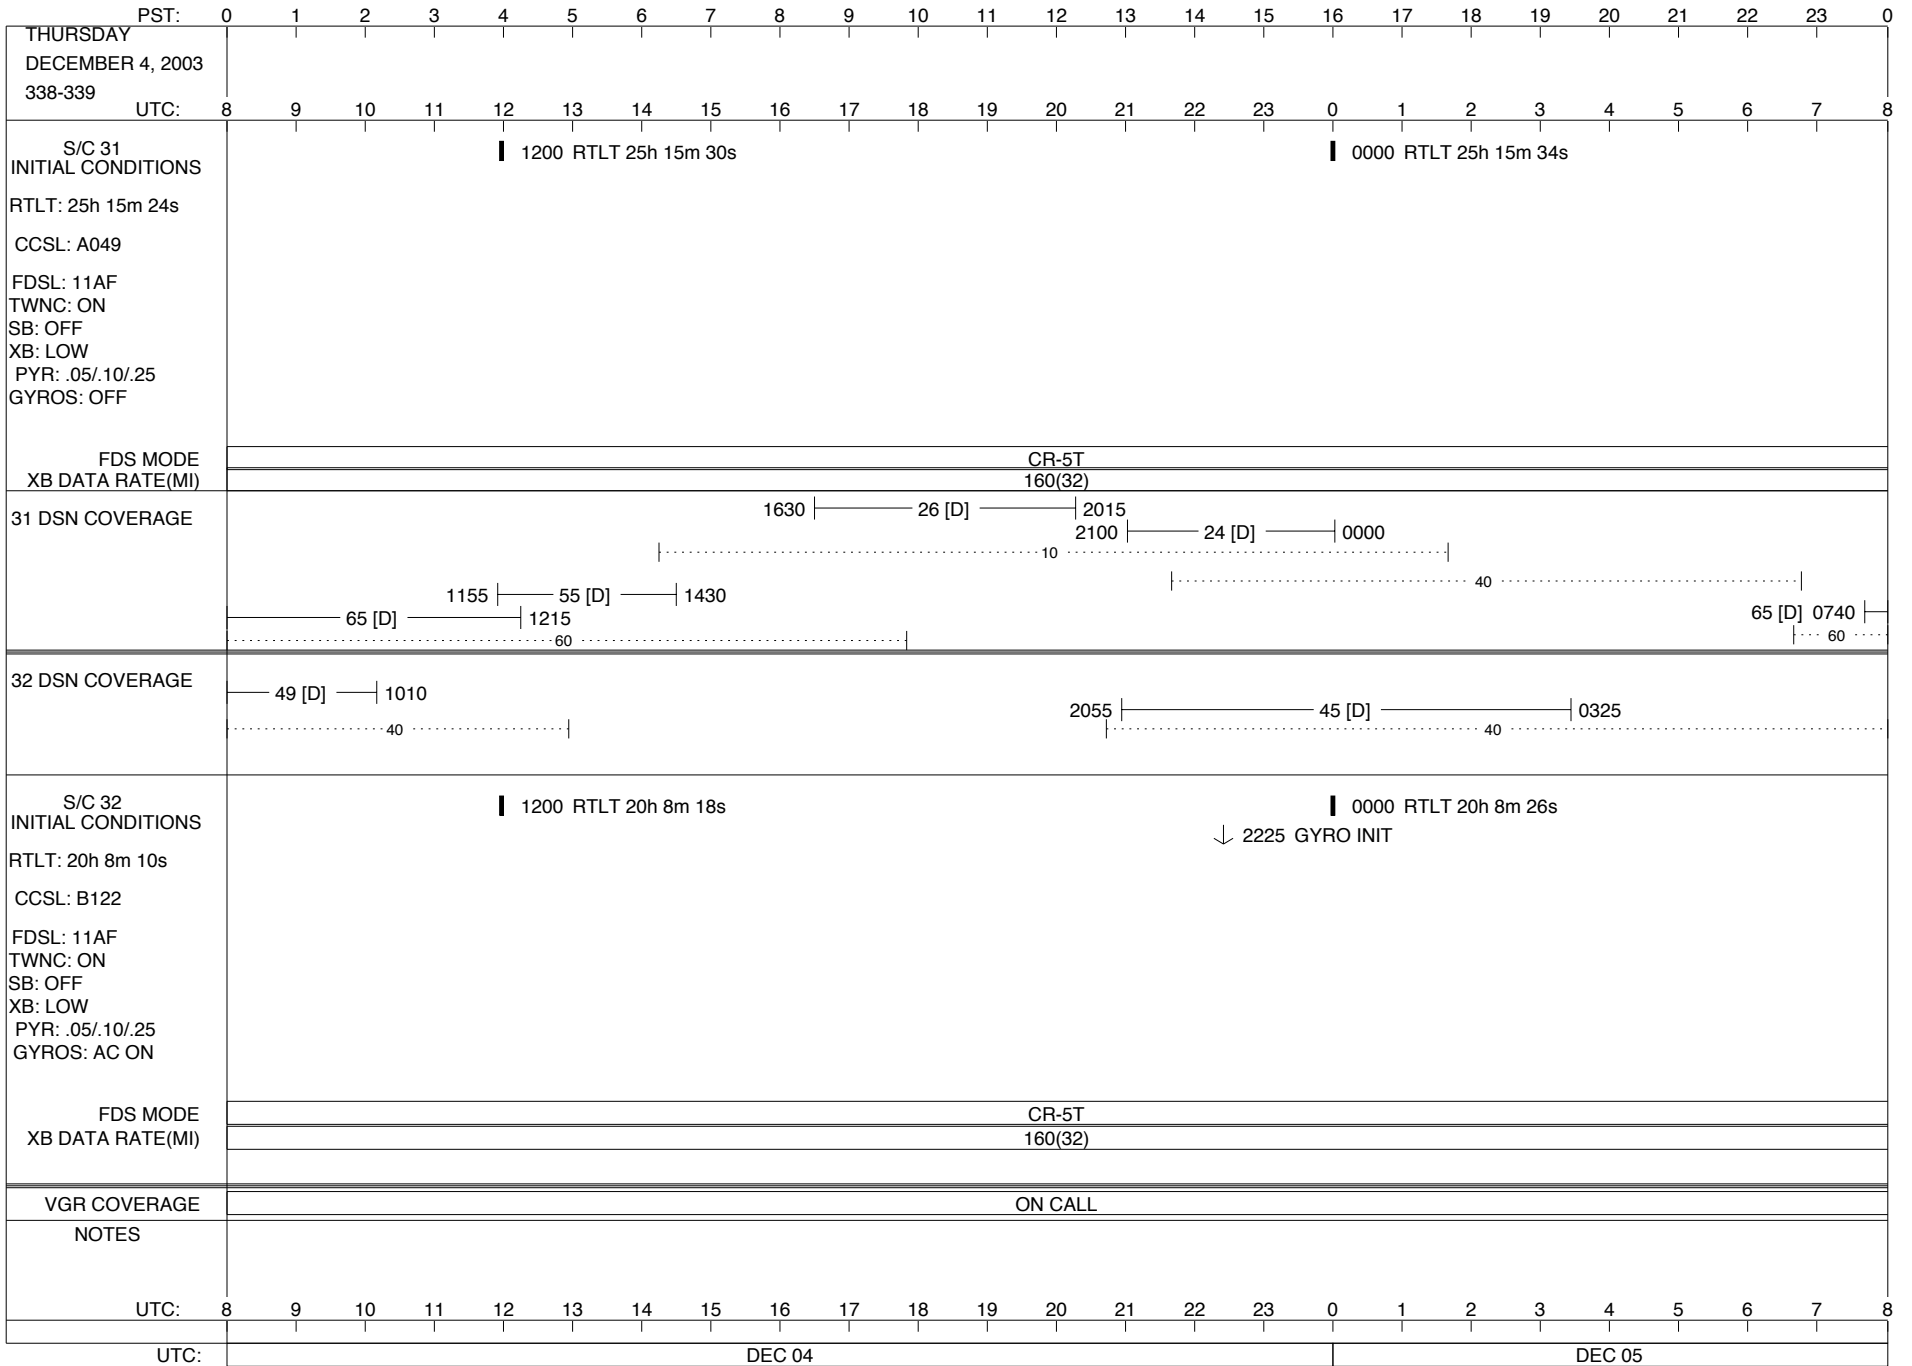 PST: 0 1 2 3 4 5 6 7 8 9 10 11 12 13 14 15 16 17 18 19 20 21 22 23 0
THURSDAY
DECEMBER 4, 2003
338-339
UTC: 8 9 10 11 12 13 14 15 16 17 18 19 20 21 22 23 0 1 2 3 4 5 6 7 8
S/C 31
INITIAL CONDITIONS
1200 RTLT 25h 15m 30s
0000 RTLT 25h 15m 34s
RTLT: 25h 15m 24s
CCSL: A049
FDSL: 11AF
TWNC: ON
SB: OFF
XB: LOW
PYR: .05/.10/.25
GYROS: OFF
FDS MODE CR-5T
XB DATA RATE(MI) 160(32)
31 DSN COVERAGE
1630 26 [D] 2015
2100 24 [D] 0000
10
40
1155 55 [D] 1430
65 [D] 1215
65 [D] 0740
60
60
32 DSN COVERAGE
49 [D] 1010
2055 45 [D] 0325
40
40
S/C 32
INITIAL CONDITIONS
1200 RTLT 20h 8m 18s
0000 RTLT 20h 8m 26s
2225 GYRO INIT
RTLT: 20h 8m 10s
CCSL: B122
FDSL: 11AF
TWNC: ON
SB: OFF
XB: LOW
PYR: .05/.10/.25
GYROS: AC ON
FDS MODE CR-5T
XB DATA RATE(MI) 160(32)
VGR COVERAGE ON CALL
NOTES
UTC: 8 9 10 11 12 13 14 15 16 17 18 19 20 21 22 23 0 1 2 3 4 5 6 7 8
UTC: DEC 04 DEC 05